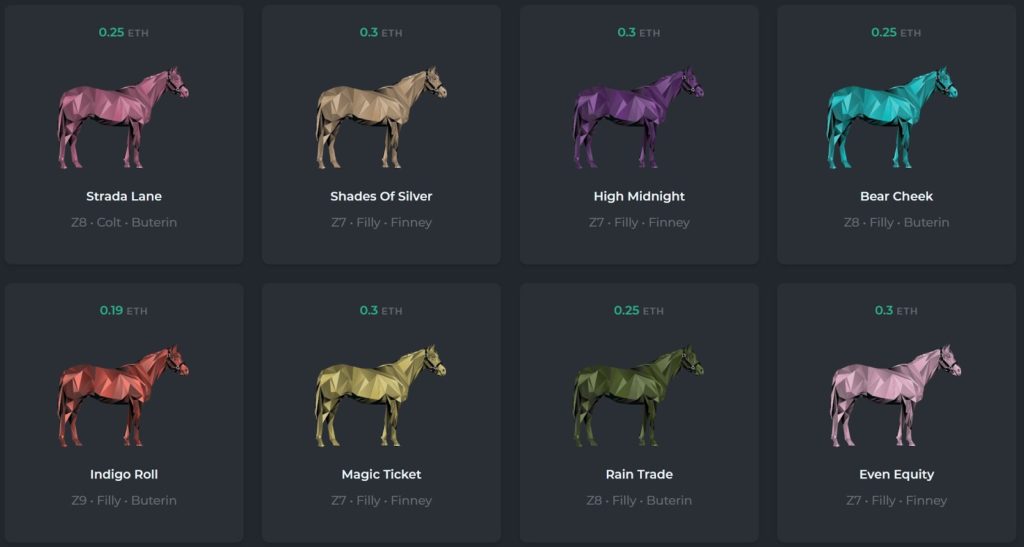 0.25 ETH
0.3 ETH
0.3 ETH
0.25 ETH
Strada Lane
Shades Of Silver
High Midnight
Bear Cheek
Z8 • Colt • Buterin
Z7 • Filly • Finney
Z7 • Filly • Finney
Z8 • Filly • Buterin
0.19 ETH
0.3 ETH
0.25 ETH
0.3 ETH
Indigo Roll
Magic Ticket
Rain Trade
Even Equity
Z9 • Filly • Buterin
Z7 • Filly • Finney
Z8 • Filly • Buterin
Z7 • Filly • Finney